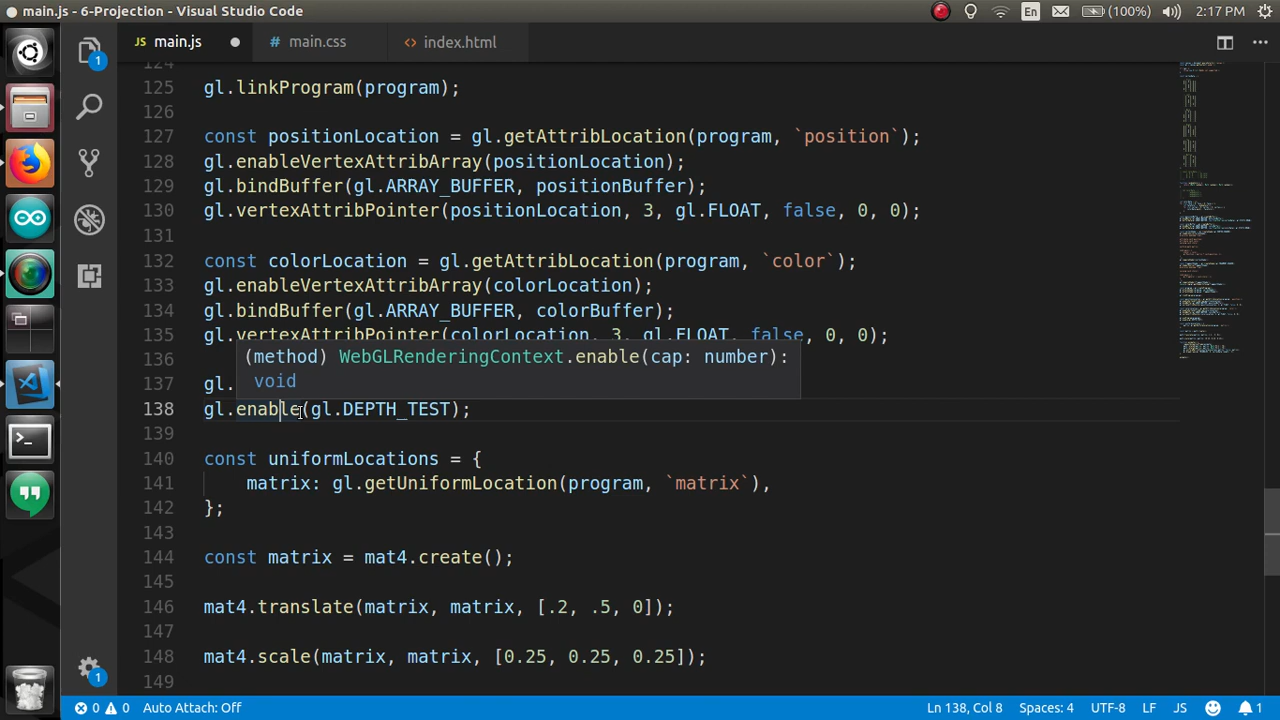 main.js - 6-Projection - Visual Studio Code
En
(100%)
2:17 PM
1
JS main.js
# main.css
<> index.html
124
125 gl.linkProgram(program);
126
127 const positionLocation = gl.getAttribLocation(program, `position`);
128 gl.enableVertexAttribArray(positionLocation);
129 gl.bindBuffer(gl.ARRAY_BUFFER, positionBuffer);
130 gl.vertexAttribPointer(positionLocation, 3, gl.FLOAT, false, 0, 0);
131
132 const colorLocation = gl.getAttribLocation(program, `color`);
133 gl.enableVertexAttribArray(colorLocation);
134 gl.bindBuffer(gl.ARRAY_BUFFER, colorBuffer);
135 gl.vertexAttribPointer(colorLocation, 3, gl.FLOAT, false, 0, 0);
136 (method) WebGLRenderingContext.enable(cap: number):
void
137 gl.
138 gl.enable(gl.DEPTH_TEST);
139
140 const uniformLocations = {
141 matrix: gl.getUniformLocation(program, `matrix`),
142 };
143
144 const matrix = mat4.create();
145
146 mat4.translate(matrix, matrix, [.2, .5, 0]);
147
148 mat4.scale(matrix, matrix, [0.25, 0.25, 0.25]);
149
1
0 0 Auto Attach: Off
Ln 138, Col 8
Spaces: 4
UTF-8
LF
JS
1